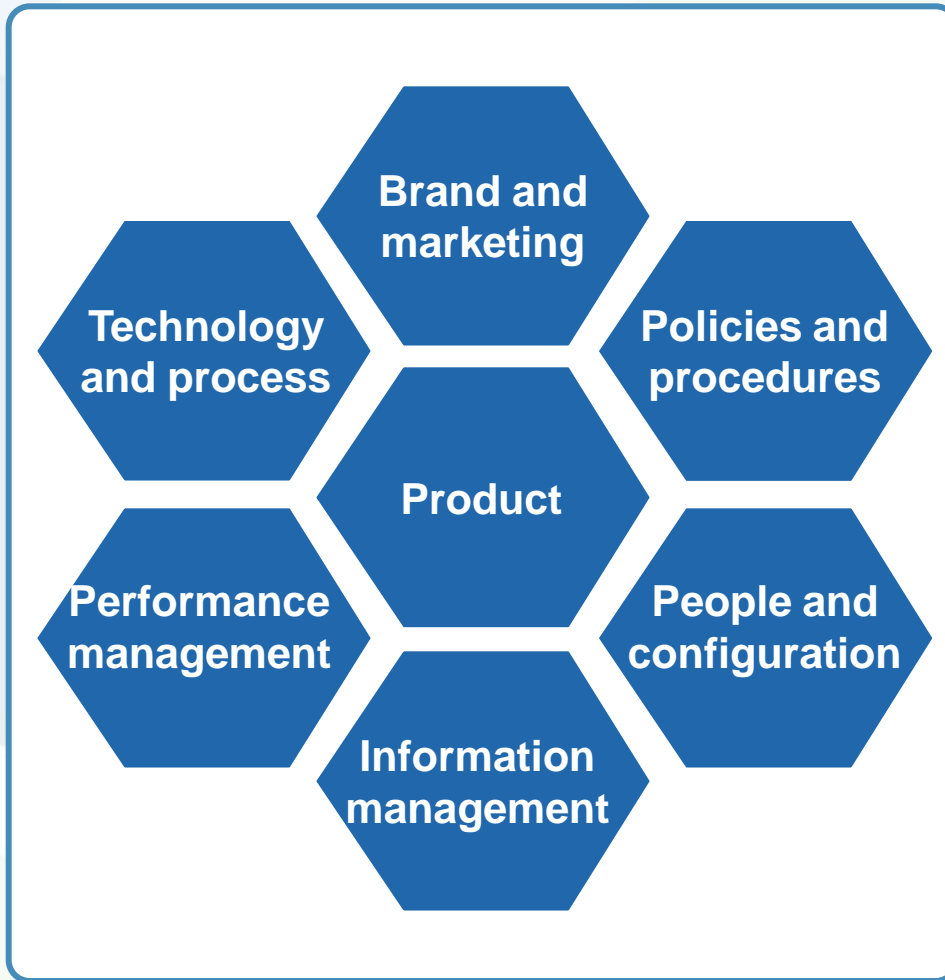 Brand and
marketing
Technology
and process
Policies and
procedures
Product
Performance
management
People and
configuration
Information
management